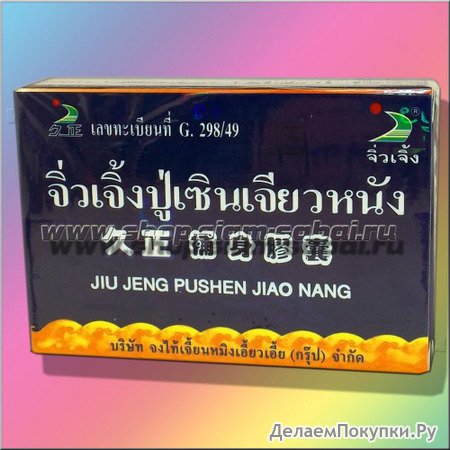 久正
เลขทะเบียนที่ G. 298/49
®
จิ่วเจิ้ง
จิ่วเจิ้งปู่เซินเจียวหนัง
www.shop.siam-sabai.ru
久正 補身膠囊
JIU JENG PUSHEN JIAO NANG
บริษัท จงไท้เจี้ยนหมิงเอี้ยวเอี้ย (กรุ๊ป) จำกัด
ДелаемПокупки.Ру